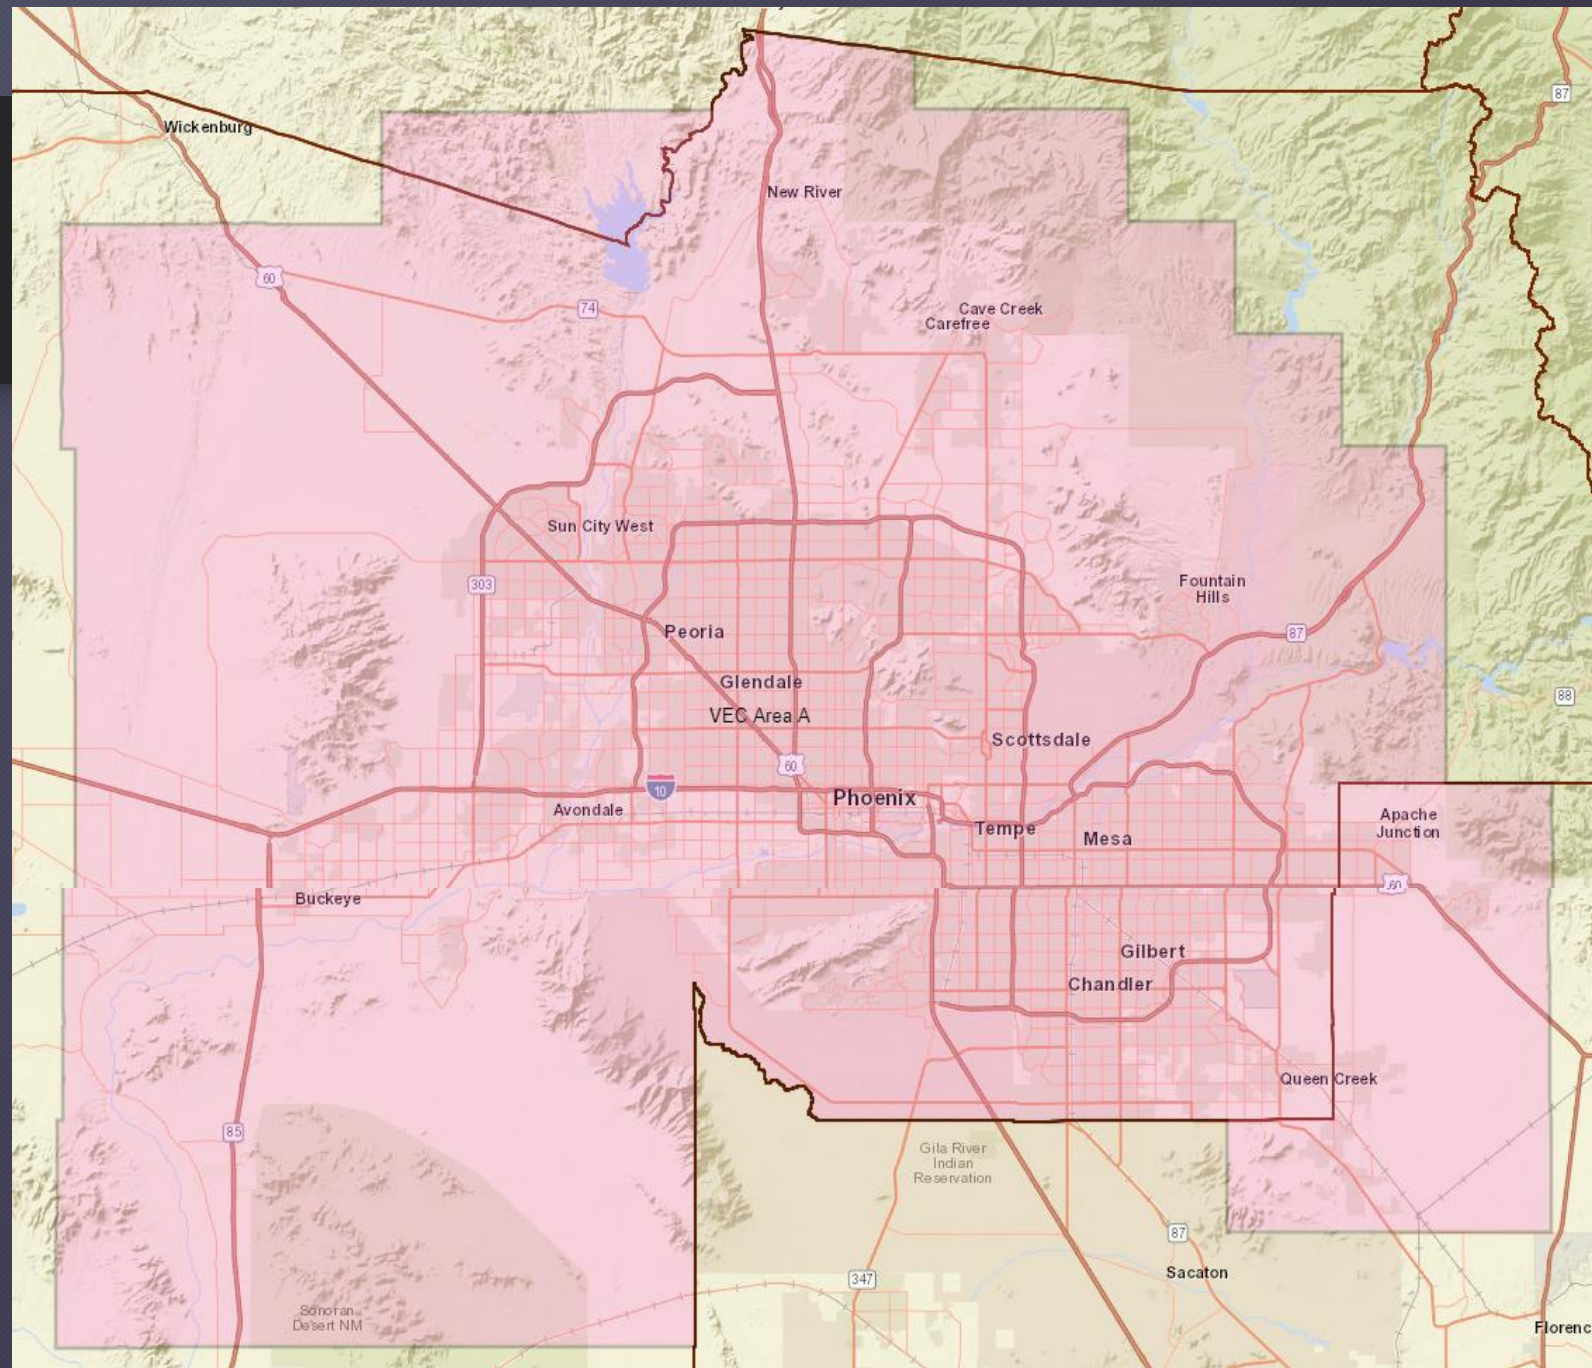 87
Wickenburg
New River
60
74
Cave Creek
Carefree
Sun City West
303
Fountain
Hills
Peoria
87
Glendale
88
VEC Area A
Scottsdale
60
10
Phoenix
Avondale
Apache
Junction
Tempe
Mesa
60
Buckeye
Gilbert
Chandler
Queen Creek
85
Gila River
Indian
Reservation
87
Sacaton
347
Sonoran
Desert NM
Florenc